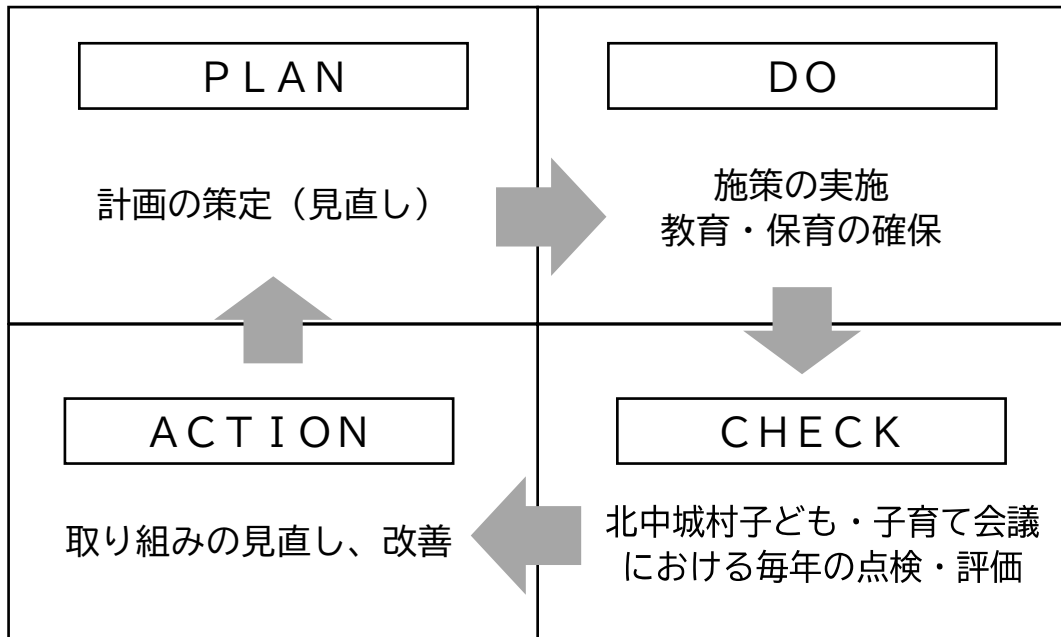 ＰＬＡＮ
計画の策定（見直し）
ＤＯ
施策の実施
教育・保育の確保
ＡＣＴＩＯＮ
取り組みの見直し、改善
ＣＨＥＣＫ
北中城村子ども・子育て会議
における毎年の点検・評価